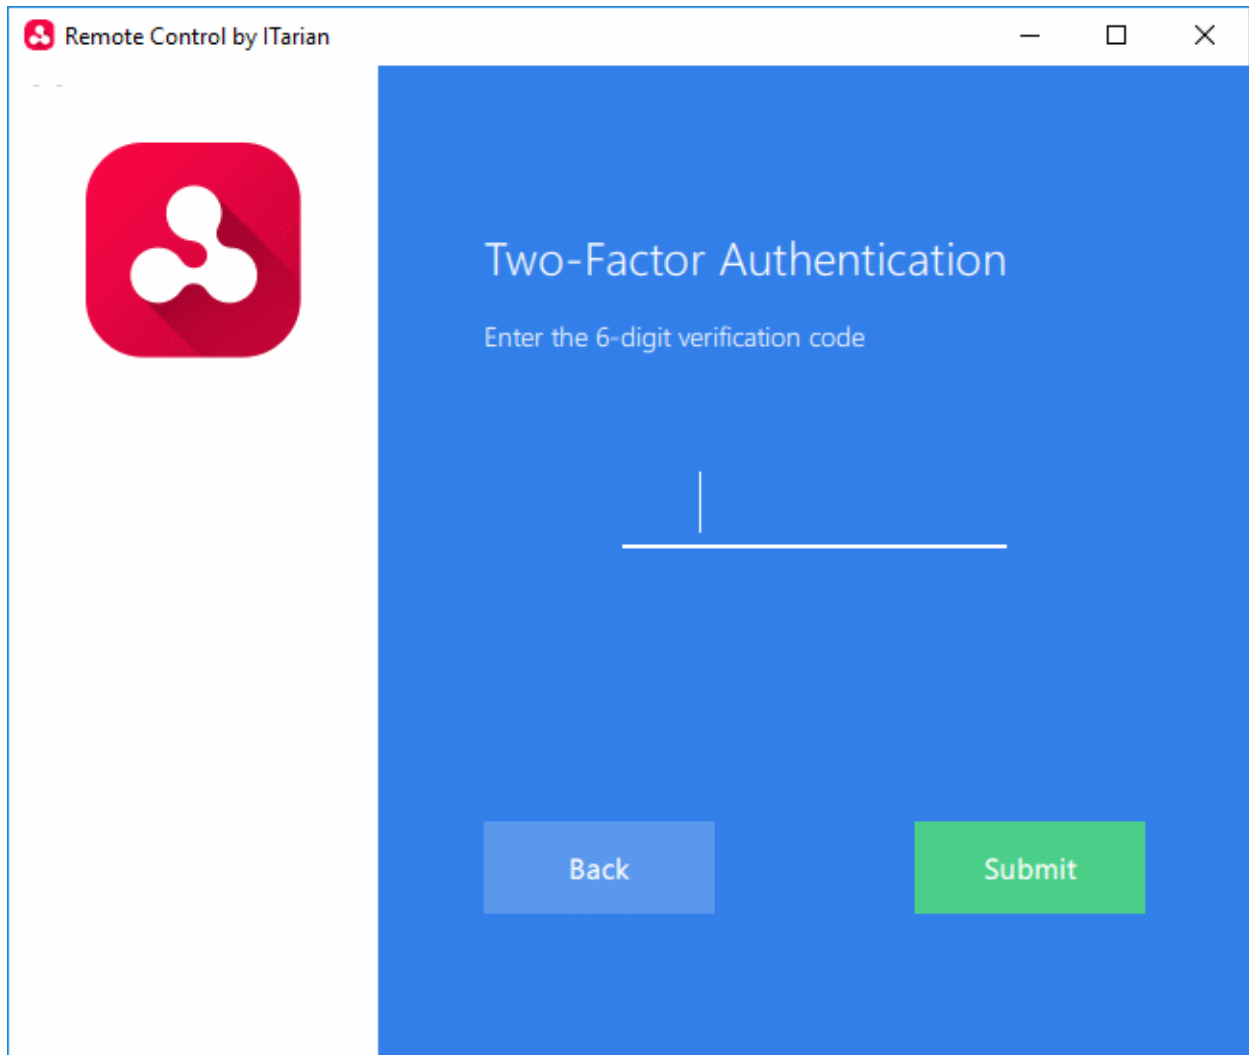 Remote Control by ITarian
Two-Factor Authentication
Enter the 6-digit verification code
Back
Submit